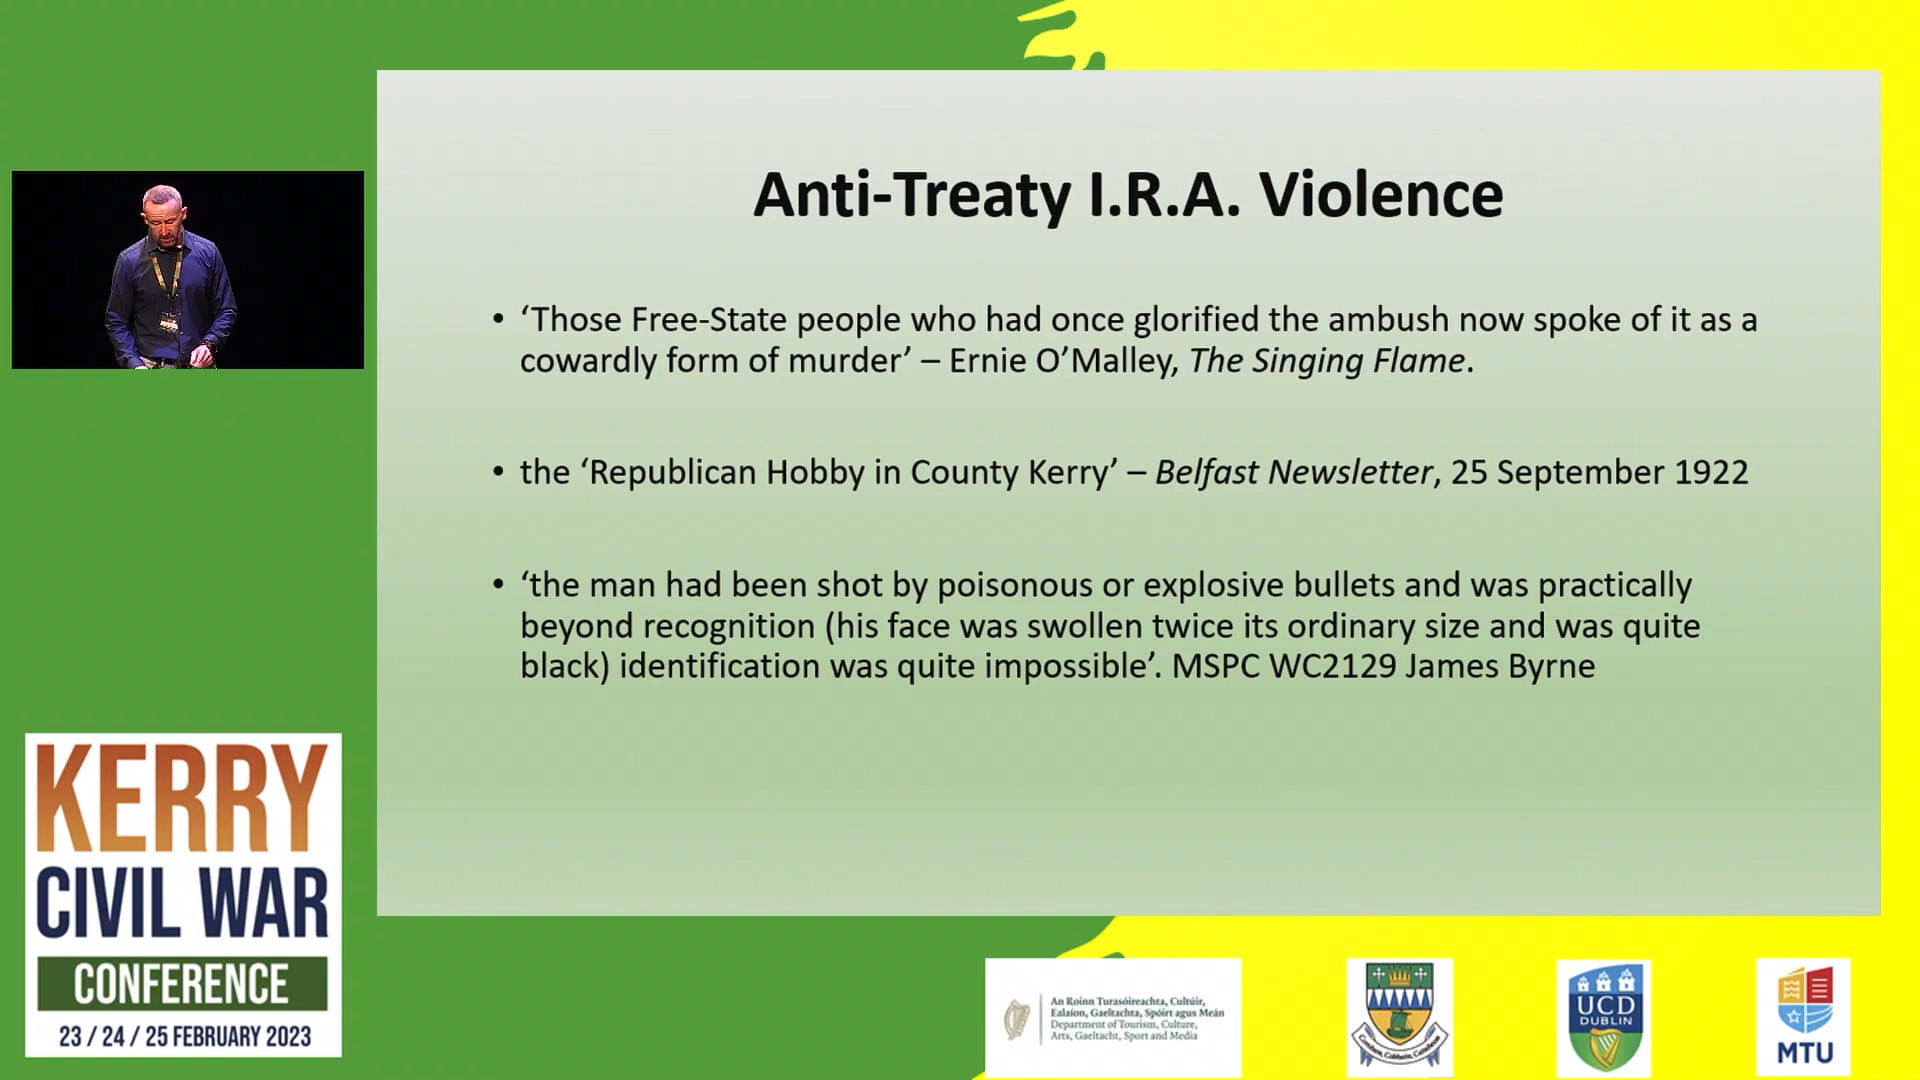 Anti-Treaty I.R.A. Violence
• ‘Those Free-State people who had once glorified the ambush now spoke of it as a
cowardly form of murder’ – Ernie O’Malley, The Singing Flame.
• the ‘Republican Hobby in County Kerry’ – Belfast Newsletter, 25 September 1922
• ‘the man had been shot by poisonous or explosive bullets and was practically
beyond recognition (his face was swollen twice its ordinary size and was quite
black) identification was quite impossible’. MSPC WC2129 James Byrne
KERRY
CIVIL WAR
CONFERENCE
23 / 24 / 25 FEBRUARY 2023
An Roinn Turasóireachta, Cultúir,
Ealaíon, Gaeltachta, Spóirt agus Meán
Department of Tourism, Culture,
Arts, Gaeltacht, Sport and Media
UCD
DUBLIN
MTU